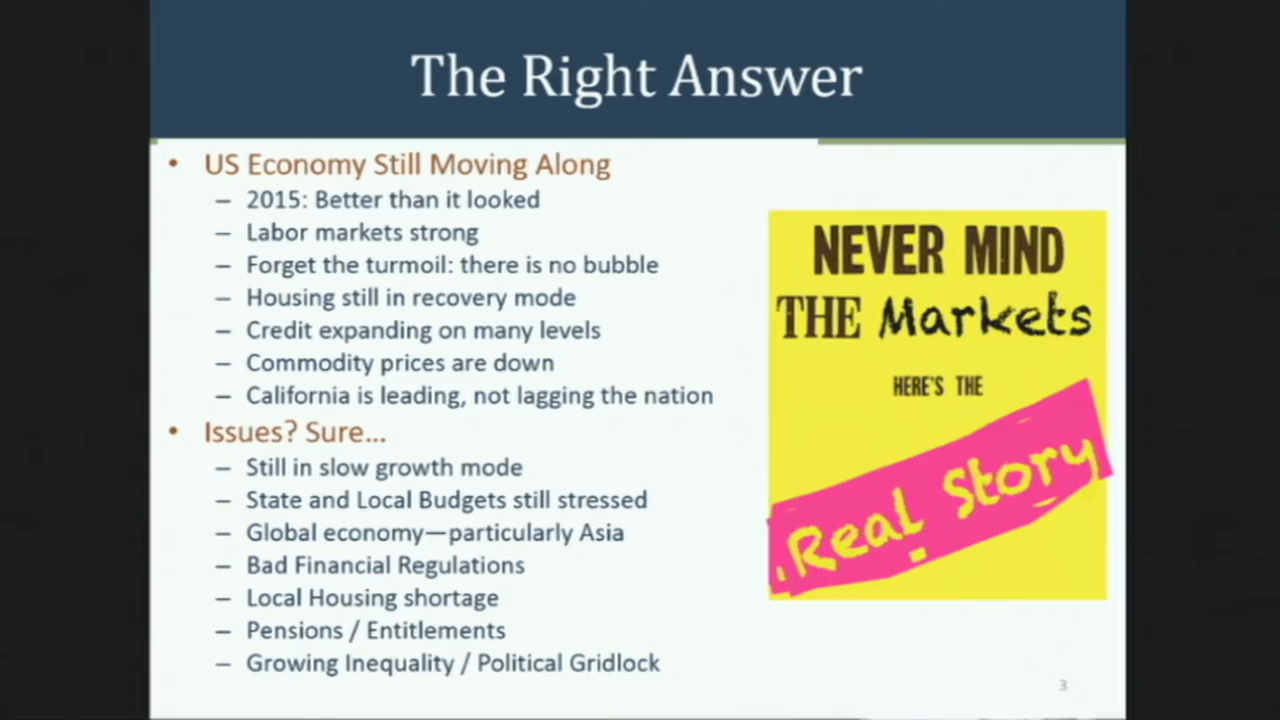 The Right Answer
• US Economy Still Moving Along
– 2015: Better than it looked
– Labor markets strong
– Forget the turmoil: there is no bubble
– Housing still in recovery mode
– Credit expanding on many levels
– Commodity prices are down
– California is leading, not lagging the nation
• Issues? Sure…
– Still in slow growth mode
– State and Local Budgets still stressed
– Global economy—particularly Asia
– Bad Financial Regulations
– Local Housing shortage
– Pensions / Entitlements
– Growing Inequality / Political Gridlock
NEVER MIND
THE Markets
HERE'S THE
Real Story
3